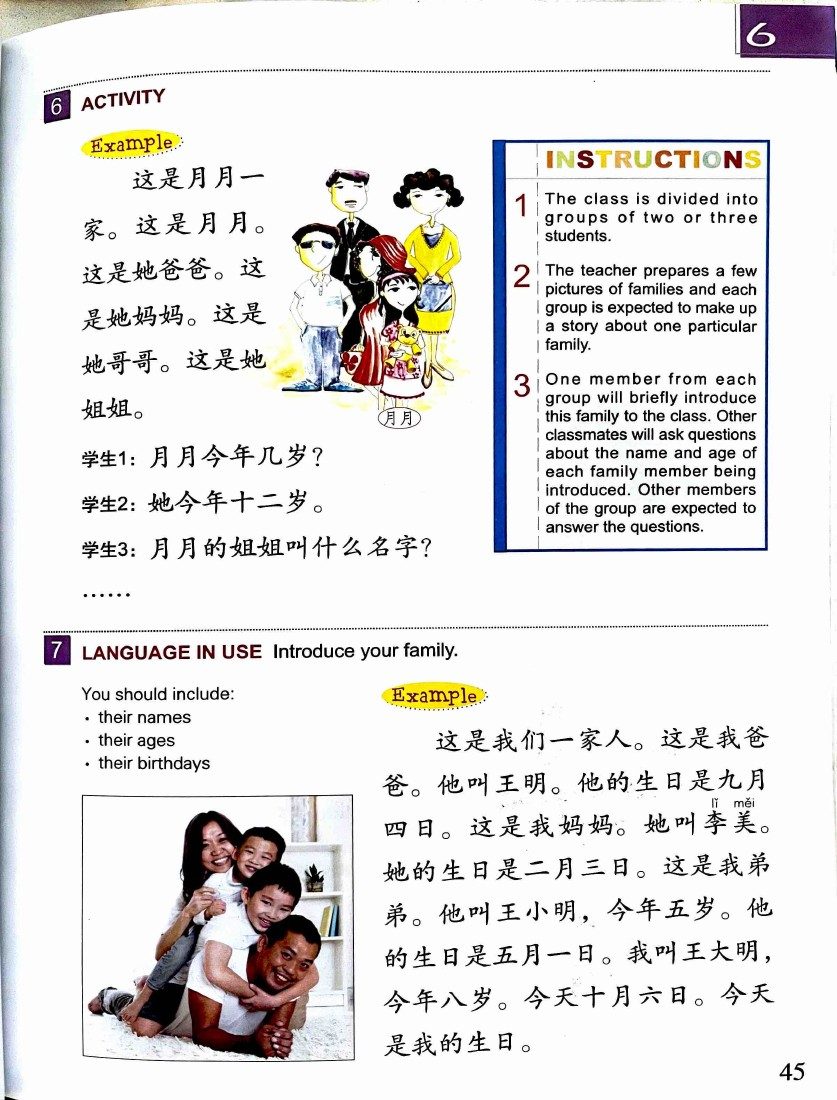 6
6 ACTIVITY
Example
这是月月一
家。这是月月。
这是她爸爸。这
是她妈妈。这是
她哥哥。这是她
姐姐。
月月
学生1：月月今年几岁？
学生2：她今年十二岁。
学生3：月月的姐姐叫什么名字？
……
INSTRUCTIONS
1 The class is divided into
groups of two or three
students.
2 The teacher prepares a few
pictures of families and each
group is expected to make up
a story about one particular
family.
3 One member from each
group will briefly introduce
this family to the class. Other
classmates will ask questions
about the name and age of
each family member being
introduced. Other members
of the group are expected to
answer the questions.
7 LANGUAGE IN USE Introduce your family.
You should include:
· their names
· their ages
· their birthdays
Example
这是我们一家人。这是我爸
爸。他叫王明。他的生日是九月
lǐ měi
四日。这是我妈妈。她叫李美。
她的生日是二月三日。这是我弟
弟。他叫王小明，今年五岁。他
的生日是五月一日。我叫王大明，
今年八岁。今天十月六日。今天
是我的生日。
45